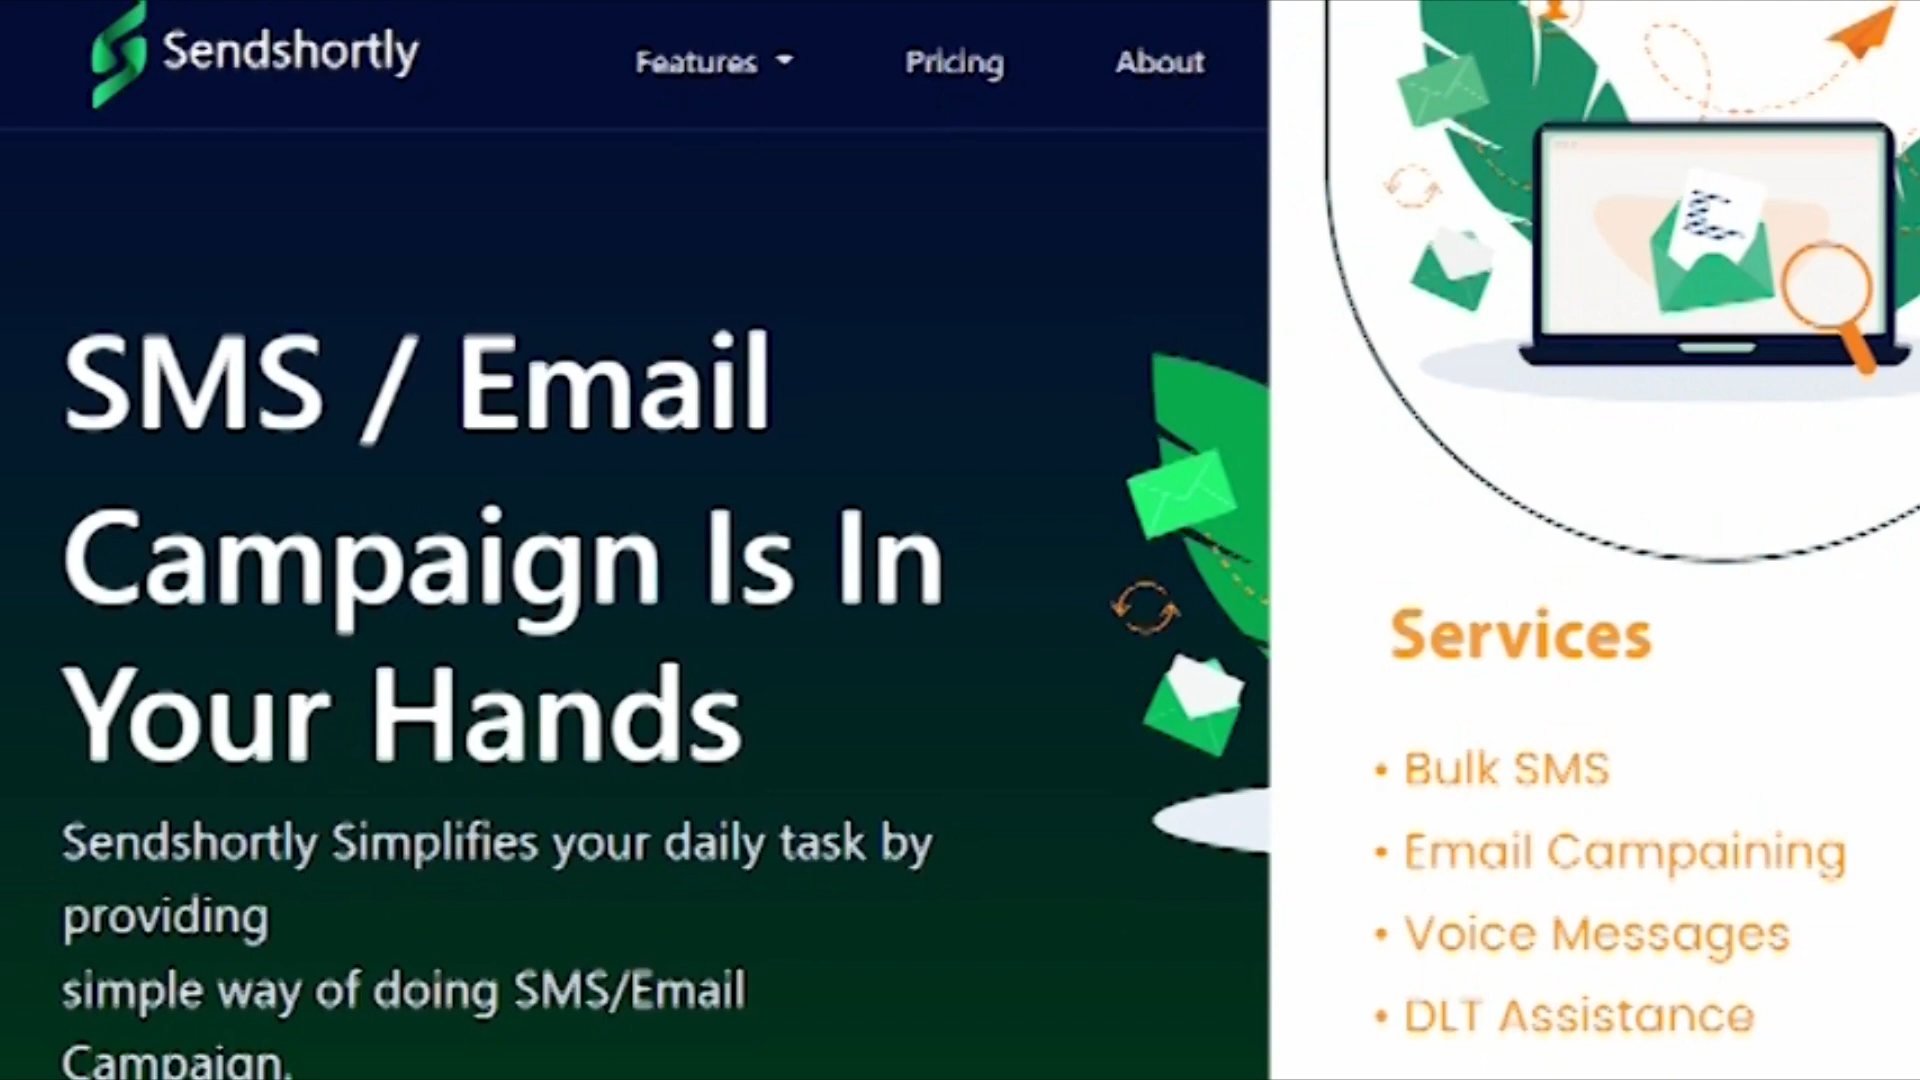 Sendshortly
Features
Pricing
About
SMS / Email
Campaign Is In
Your Hands
Sendshortly Simplifies your daily task by
providing
simple way of doing SMS/Email
Campaign.
Services
• Bulk SMS
• Email Campaining
• Voice Messages
• DLT Assistance